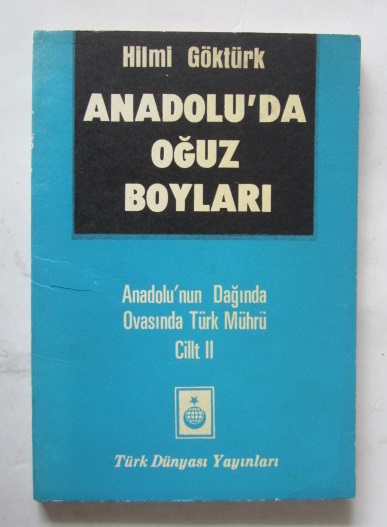 Hilmi Göktürk
ANADOLU'DA
OĞUZ
BOYLARI
Anadolu'nun Dağında
Ovasında Türk Mührü
Cillt II
Türk Dünyası Yayınları